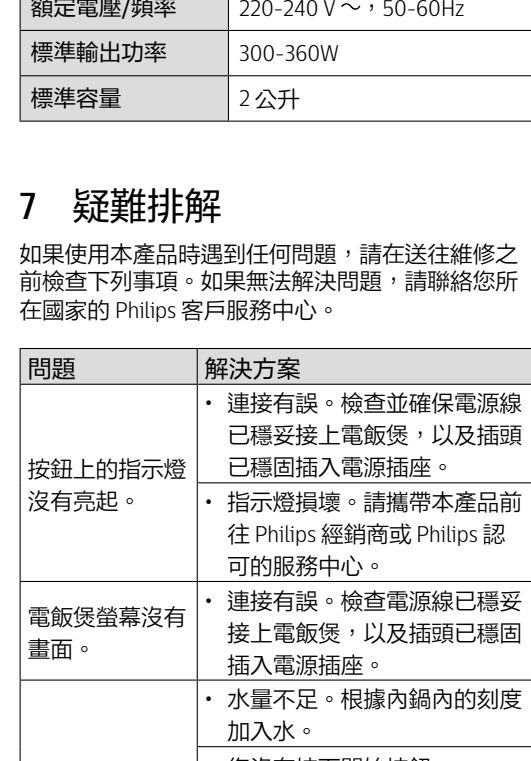 額定電壓/頻率
220-240 V～，50-60Hz
標準輸出功率
300-360W
標準容量
2 公升
7 疑難排解
如果使用本產品時遇到任何問題，請在送往維修之
前檢查下列事項。如果無法解決問題，請聯絡您所
在國家的 Philips 客戶服務中心。
問題
解決方案
按鈕上的指示燈
沒有亮起。
• 連接有誤。檢查並確保電源線
已穩妥接上電飯煲，以及插頭
已穩固插入電源插座。
• 指示燈損壞。請攜帶本產品前
往 Philips 經銷商或 Philips 認
可的服務中心。
電飯煲螢幕沒有
畫面。
• 連接有誤。檢查電源線已穩妥
接上電飯煲，以及插頭已穩固
插入電源插座。
• 水量不足。根據內鍋內的刻度
加入水。